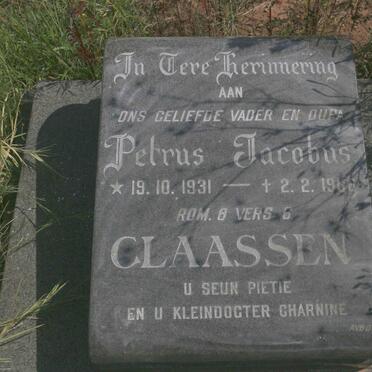 In Tere Herinnering
AAN
ONS GELIEFDE VADER EN OUPA
Petrus Jacobus
★ 19.10.1931 — † 2.2.
ROM. 8 VERS 6
CLAASSEN
U SEUN PIETIE
EN U KLEINDOGTER CHARNINE